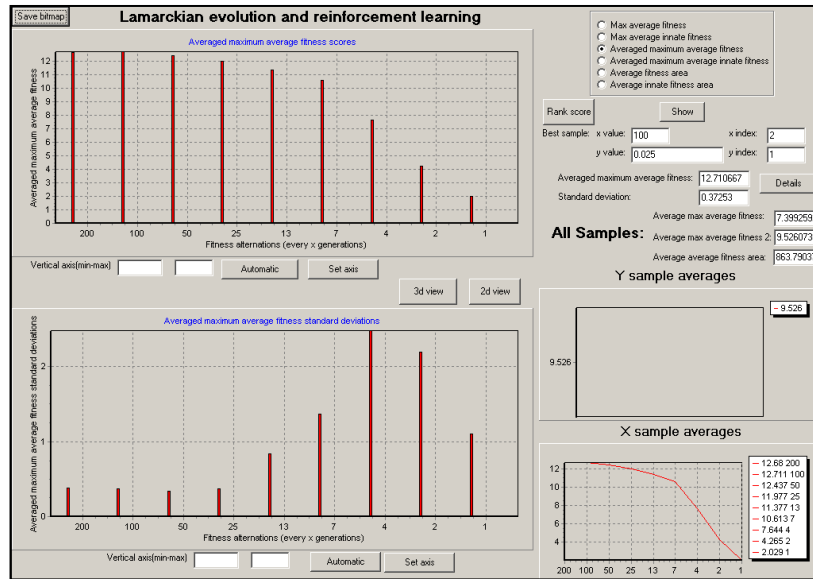 Save bitmap
Lamarckian evolution and reinforcement learning
Averaged maximum average fitness scores
Averaged maximum average fitness
12
11
10
9
8
7
6
5
4
3
2
1
0
200 100 50 25 13 7 4 2 1
Fitness alternations (every x generations)
Vertical axis(min-max)
Automatic
Set axis
3d view
2d view
Averaged maximum average fitness standard deviations
Averaged maximum average fitness standard deviations
2
1
0
200 100 50 25 13 7 4 2 1
Fitness alternations (every x generations)
Vertical axis(min-max)
Automatic
Set axis
Max average fitness
Max average innate fitness
Averaged maximum average fitness
Averaged maximum average innate fitness
Average fitness area
Average innate fitness area
Rank score
Show
Best sample: x value: 100 x index: 2
y value: 0.025 y index: 1
Averaged maximum average fitness: 12.710667
Standard deviation: 0.37253
Details
All Samples:
Average max average fitness: 7.399259
Average max average fitness 2: 9.526073
Average average fitness area: 863.79037
Y sample averages
9.526
9.526
X sample averages
12
10
8
6
4
200 100 50 25 13 7 4 2 1
12.68 200
12.711 100
12.437 50
11.977 25
11.377 13
10.613 7
7.644 4
4.265 2
2.029 1